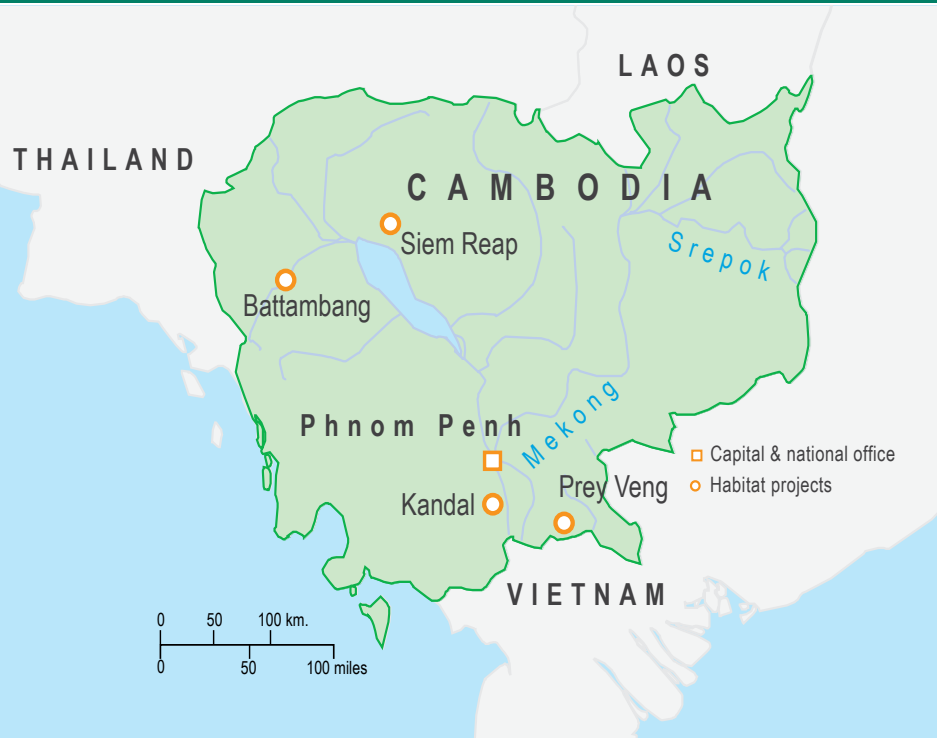 LAOS
THAILAND
CAMBODIA
Srepok
Siem Reap
Battambang
Mekong
Phnom Penh
Capital & national office
Habitat projects
Prey Veng
Kandal
VIETNAM
0 50 100 km.
0 50 100 miles